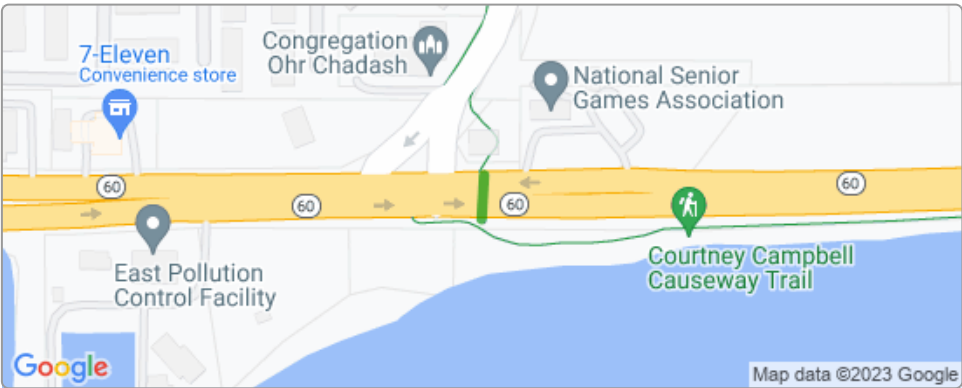 Congregation
Ohr Chadash
7-Eleven
Convenience store
National Senior
Games Association
60
60
60
60
East Pollution
Control Facility
Courtney Campbell
Causeway Trail
Google
Map data ©2023 Google